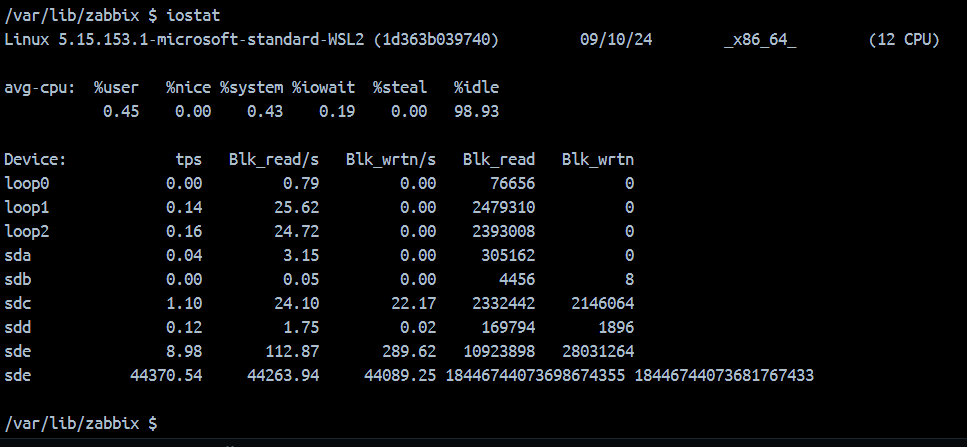 /var/lib/zabbix $ iostat
Linux 5.15.153.1-microsoft-standard-WSL2 (1d363b039740) 09/10/24 _x86_64_ (12 CPU)
avg-cpu: %user %nice %system %iowait %steal %idle
0.45 0.00 0.43 0.19 0.00 98.93
Device: tps Blk_read/s Blk_wrtn/s Blk_read Blk_wrtn
loop0 0.00 0.79 0.00 76656 0
loop1 0.14 25.62 0.00 2479310 0
loop2 0.16 24.72 0.00 2393008 0
sda 0.04 3.15 0.00 305162 0
sdb 0.00 0.05 0.00 4456 8
sdc 1.10 24.10 22.17 2332442 2146064
sdd 0.12 1.75 0.02 169794 1896
sde 8.98 112.87 289.62 10923898 28031264
sde 44370.54 44263.94 44089.25 18446744073698674355 18446744073681767433
/var/lib/zabbix $